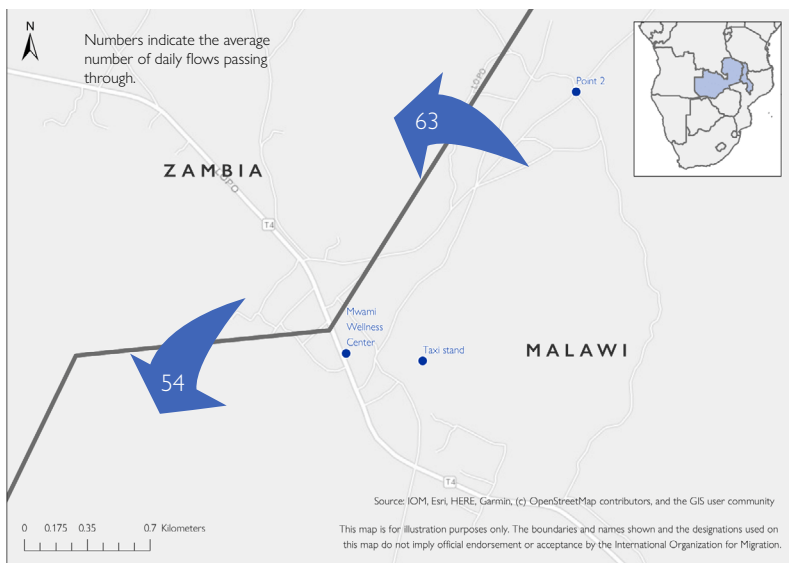 N
Numbers indicate the average
number of daily flows passing
through.
LOPO
Point 2
63
ZAMBIA
LOPO
T4
Mwami
Wellness
Center
Taxi stand
MALAWI
54
T4
Source: IOM, Esri, HERE, Garmin, (c) OpenStreetMap contributors, and the GIS user community
0 0.175 0.35 0.7 Kilometers
This map is for illustration purposes only. The boundaries and names shown and the designations used on
this map do not imply official endorsement or acceptance by the International Organization for Migration.